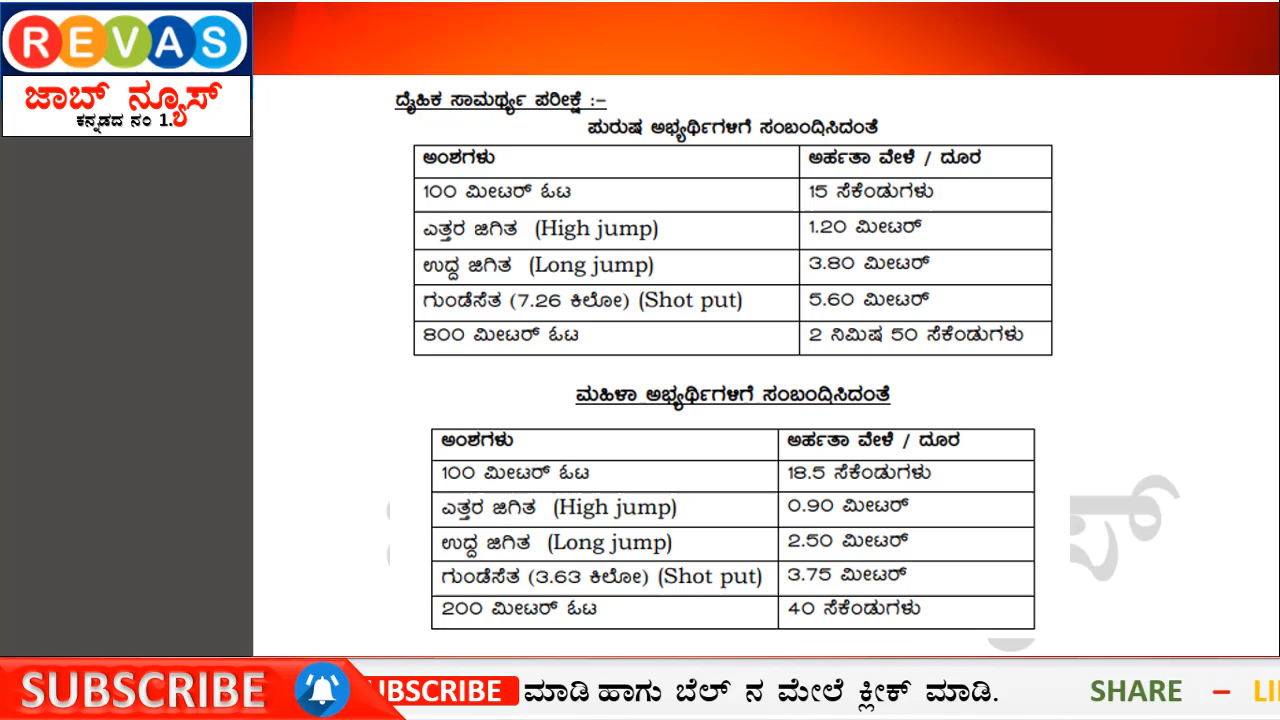 REVAS
ಜಾಬ್ ನ್ಯೂಸ್
ಕನ್ನಡದ ನಂ 1.
ದೈಹಿಕ ಸಾಮರ್ಥ್ಯ ಪರೀಕ್ಷೆ :–
ಪುರುಷ ಅಭ್ಯರ್ಥಿಗಳಿಗೆ ಸಂಬಂಧಿಸಿದಂತೆ
ಅಂಶಗಳು ಅರ್ಹತಾ ವೇಳೆ / ದೂರ
100 ಮೀಟರ್ ಓಟ 15 ಸೆಕೆಂಡುಗಳು
ಎತ್ತರ ಜಿಗಿತ (High jump) 1.20 ಮೀಟರ್
ಉದ್ದ ಜಿಗಿತ (Long jump) 3.80 ಮೀಟರ್
ಗುಂಡೆಸೆತ (7.26 ಕಿಲೋ) (Shot put) 5.60 ಮೀಟರ್
800 ಮೀಟರ್ ಓಟ 2 ನಿಮಿಷ 50 ಸೆಕೆಂಡುಗಳು
ಮಹಿಳಾ ಅಭ್ಯರ್ಥಿಗಳಿಗೆ ಸಂಬಂಧಿಸಿದಂತೆ
ಅಂಶಗಳು ಅರ್ಹತಾ ವೇಳೆ / ದೂರ
100 ಮೀಟರ್ ಓಟ 18.5 ಸೆಕೆಂಡುಗಳು
ಎತ್ತರ ಜಿಗಿತ (High jump) 0.90 ಮೀಟರ್
ಉದ್ದ ಜಿಗಿತ (Long jump) 2.50 ಮೀಟರ್
ಗುಂಡೆಸೆತ (3.63 ಕಿಲೋ) (Shot put) 3.75 ಮೀಟರ್
200 ಮೀಟರ್ ಓಟ 40 ಸೆಕೆಂಡುಗಳು
SUBSCRIBE UBSCRIBE ಮಾಡಿ ಹಾಗು ಬೆಲ್ ನ ಮೇಲೆ ಕ್ಲೀಕ್ ಮಾಡಿ. SHARE – LI